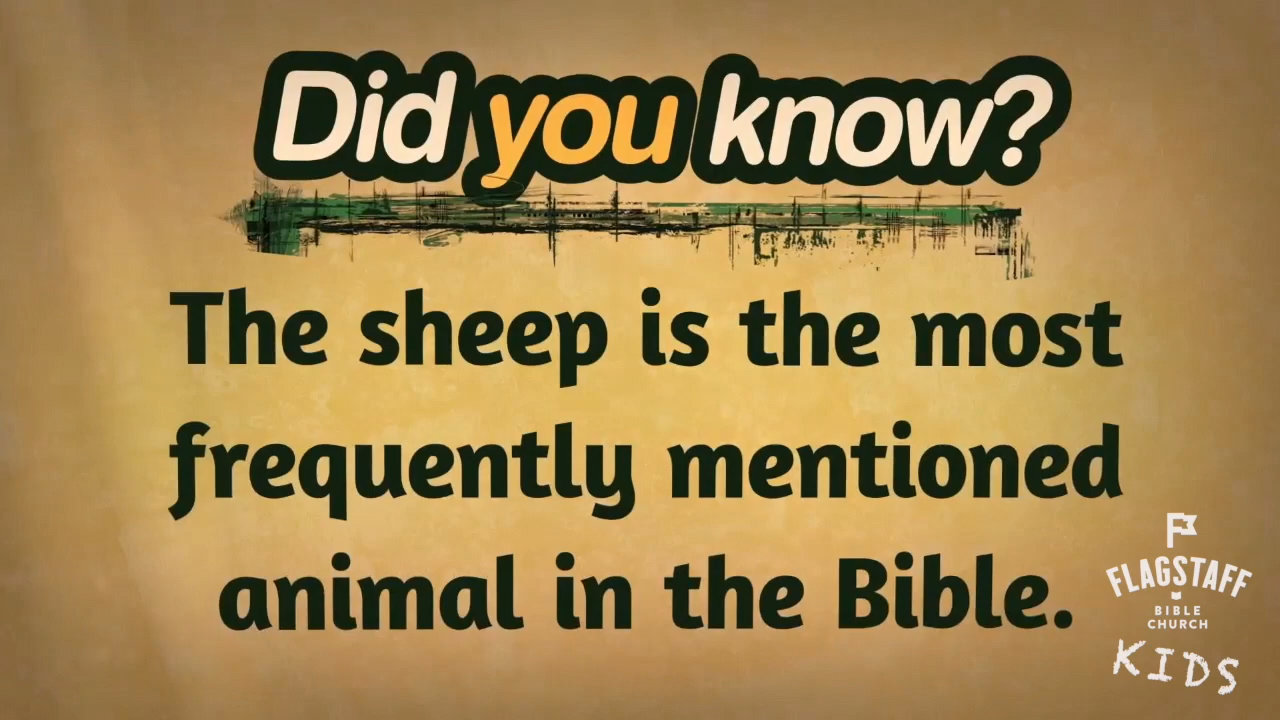 Did you know?
The sheep is the most
frequently mentioned
animal in the Bible.
F
FLAGSTAFF
BIBLE
CHURCH
KIDS